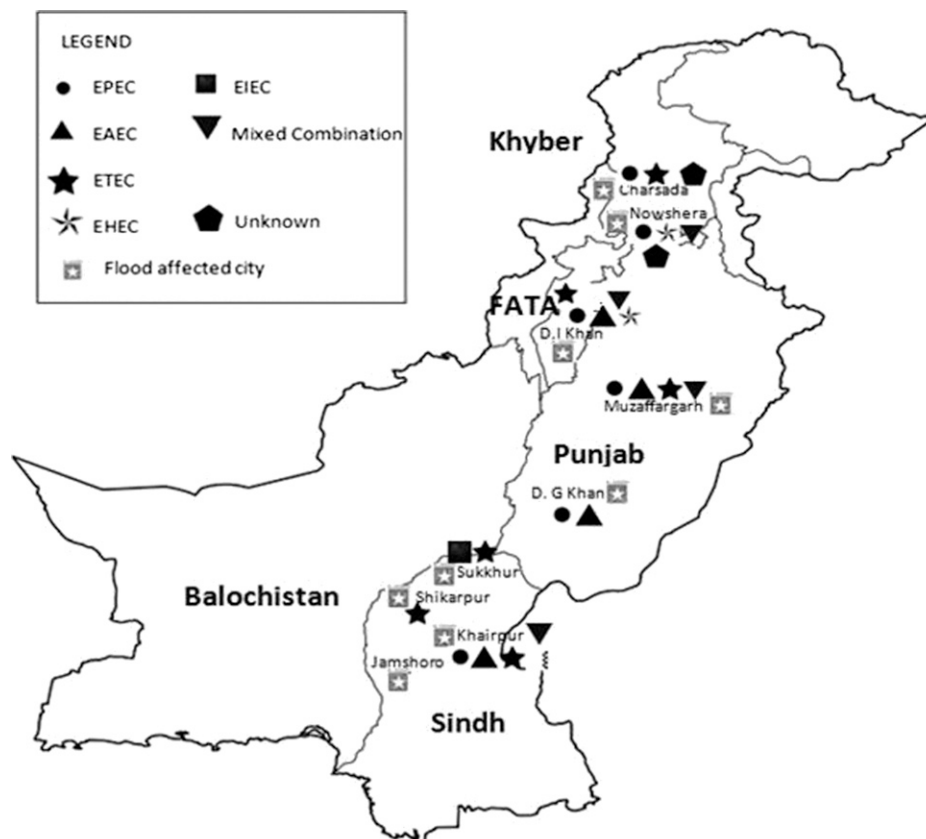 LEGEND
EPEC
EIEC
EAEC
Mixed Combination
ETEC
EHEC
Unknown
Flood affected city
Khyber
Charsada
Nowshera
FATA
D.I Khan
Muzaffargarh
Punjab
D. G Khan
Sukkhur
Balochistan
Shikarpur
Khairpur
Jamshoro
Sindh